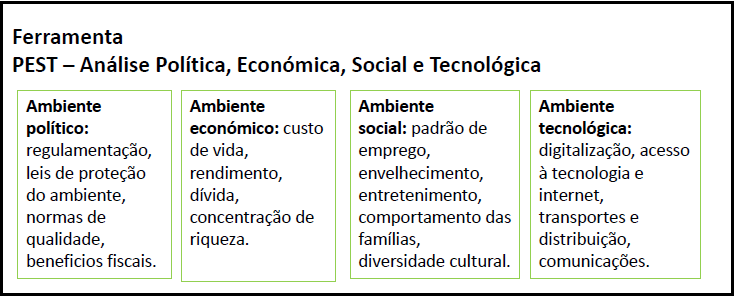 Ferramenta
PEST – Análise Política, Económica, Social e Tecnológica
Ambiente
político:
regulamentação,
leis de proteção
do ambiente,
normas de
qualidade,
beneficios fiscais.
Ambiente
económico: custo
de vida,
rendimento,
dívida,
concentração de
riqueza.
Ambiente
social: padrão de
emprego,
envelhecimento,
entretenimento,
comportamento das
famílias,
diversidade cultural.
Ambiente
tecnológica:
digitalização, acesso
à tecnologia e
internet,
transportes e
distribuição,
comunicações.